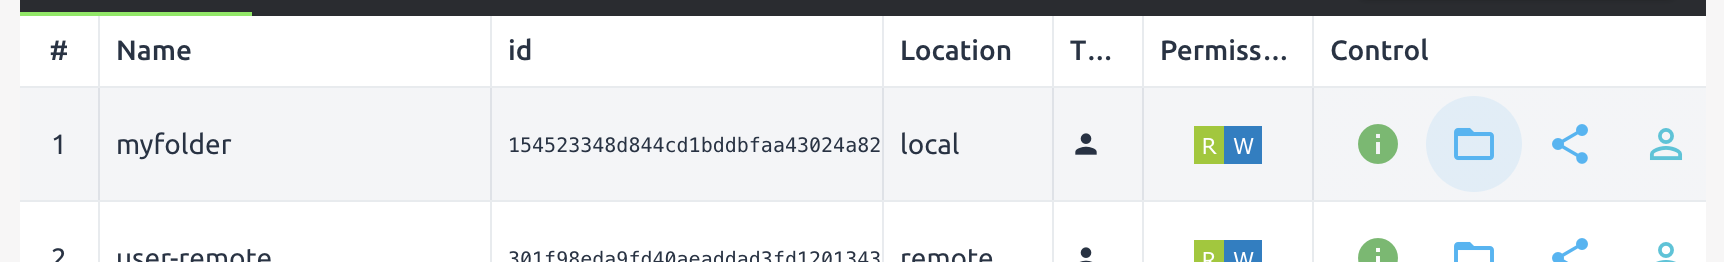 # Name id Location T... Permiss... Control
1 myfolder 154523348d844cd1bddbfaa43024a82 local R W i
2 user-remote 301f98eda9fd40aeaddad3fd1201343 remote R W i